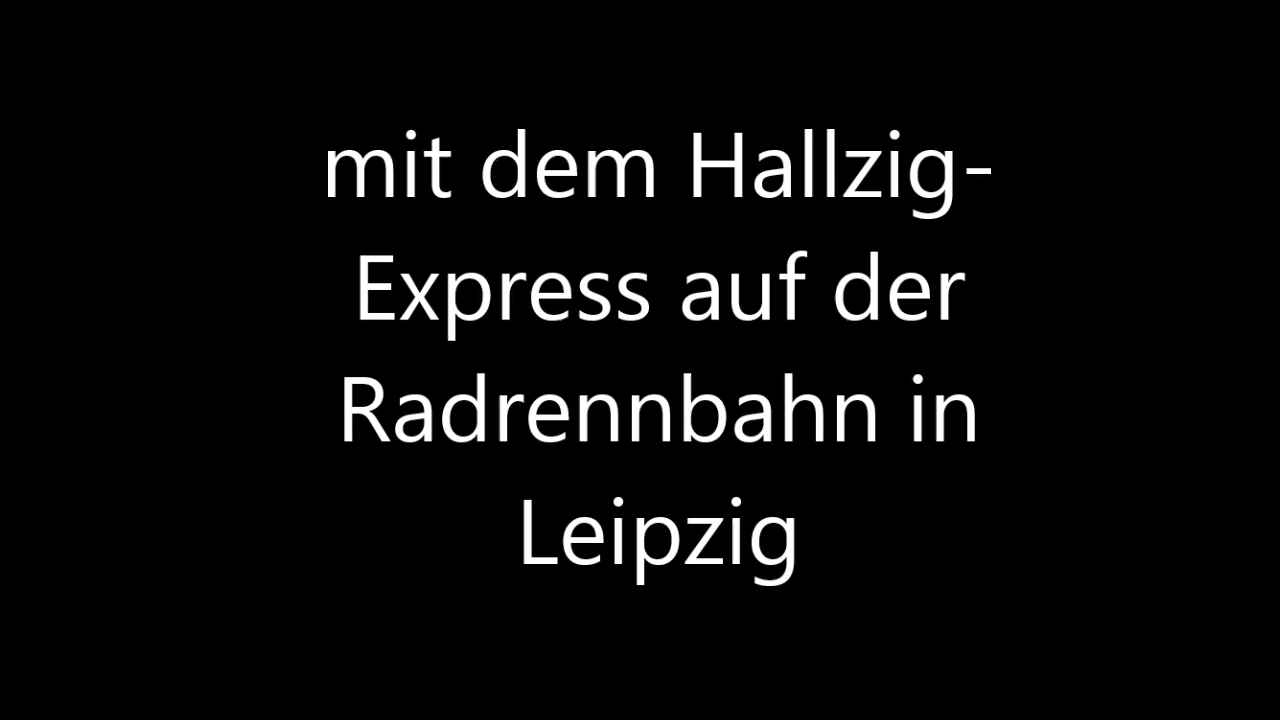 mit dem Hallzig-
Express auf der
Radrennbahn in
Leipzig